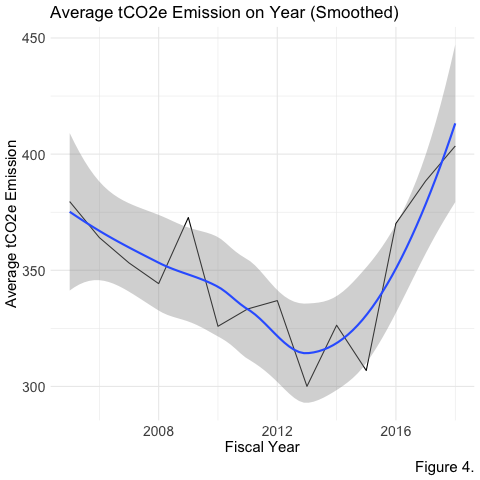 Average tCO2e Emission on Year (Smoothed)
450
400
350
300
Average tCO2e Emission
2008
2012
2016
Fiscal Year
Figure 4.